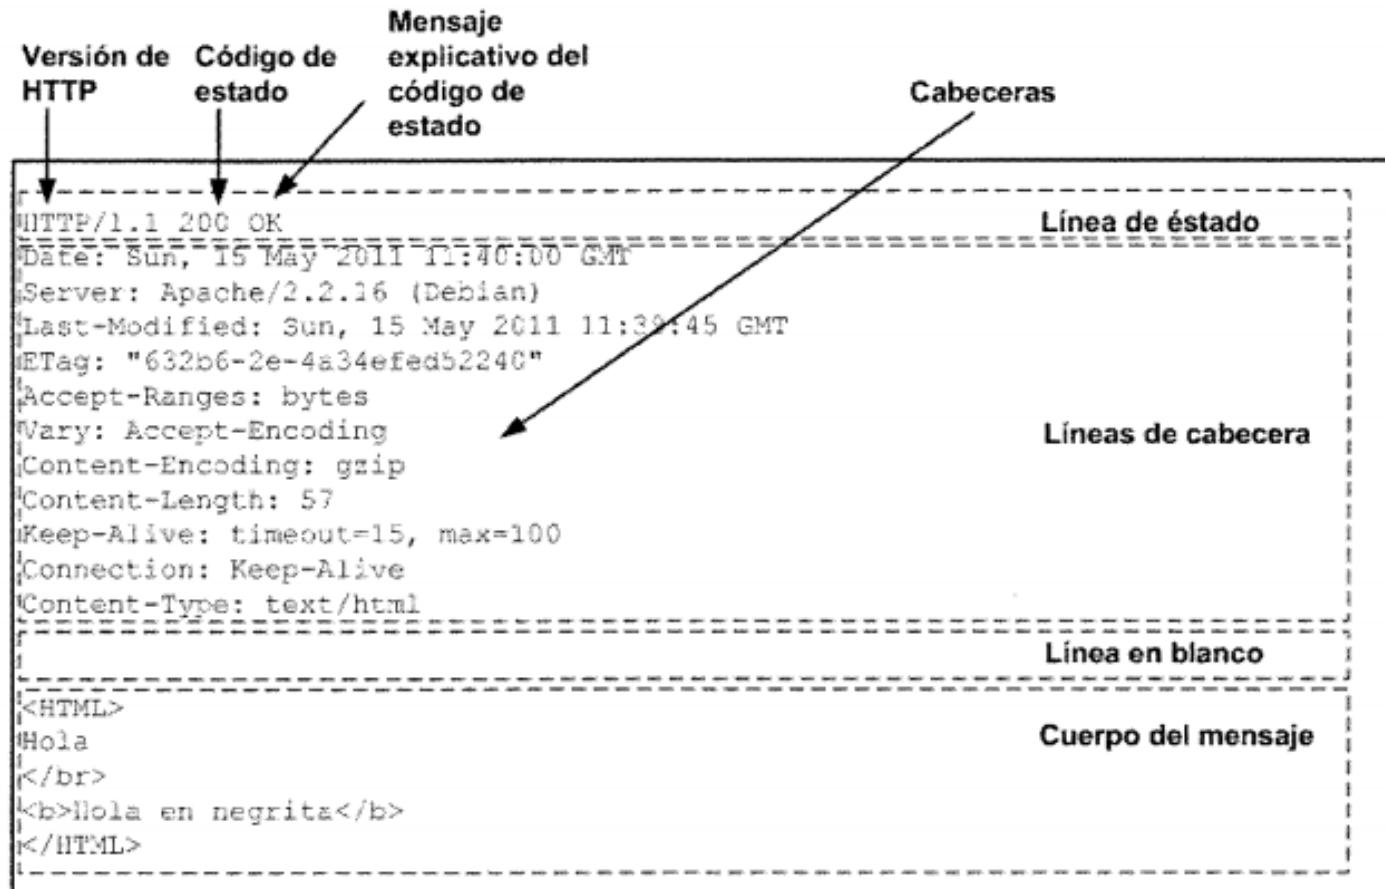 Versión de HTTP
Código de estado
Mensaje explicativo del código de estado
Cabeceras
HTTP/1.1 200 OK
Línea de éstado
Date: Sun, 15 May 2011 11:40:00 GMT
Server: Apache/2.2.16 (Debian)
Last-Modified: Sun, 15 May 2011 11:39:45 GMT
ETag: "632b6-2e-4a34efed52240"
Accept-Ranges: bytes
Vary: Accept-Encoding
Líneas de cabecera
Content-Encoding: gzip
Content-Length: 57
Keep-Alive: timeout=15, max=100
Connection: Keep-Alive
Content-Type: text/html
Línea en blanco
<HTML>
Hola
Cuerpo del mensaje
</br>
<b>Hola en negrita</b>
</HTML>